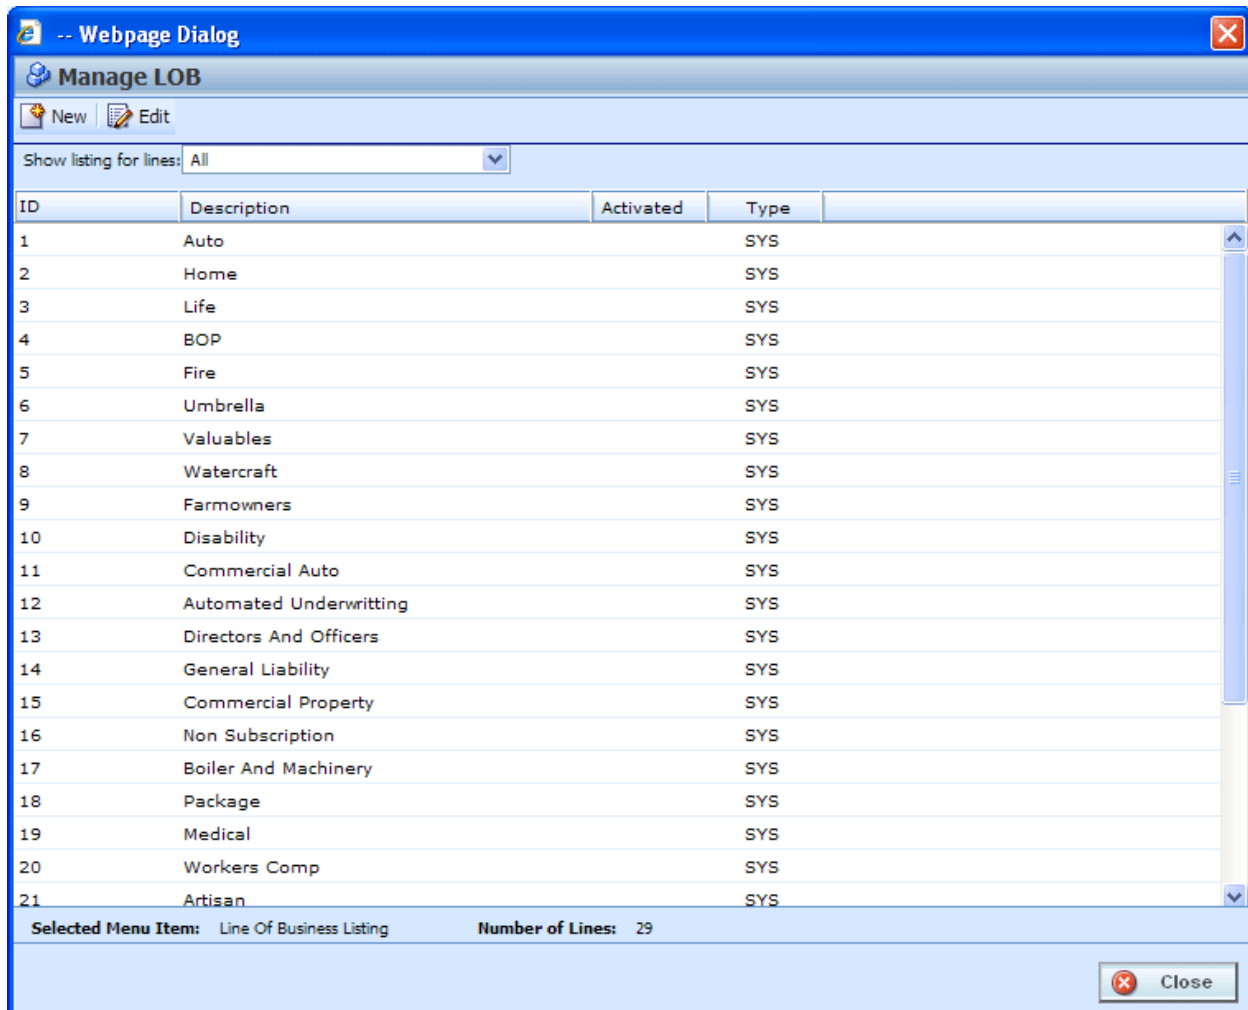 -- Webpage Dialog
Manage LOB
New Edit
Show listing for lines: All
ID Description Activated Type
1 Auto SYS
2 Home SYS
3 Life SYS
4 BOP SYS
5 Fire SYS
6 Umbrella SYS
7 Valuables SYS
8 Watercraft SYS
9 Farmowners SYS
10 Disability SYS
11 Commercial Auto SYS
12 Automated Underwritting SYS
13 Directors And Officers SYS
14 General Liability SYS
15 Commercial Property SYS
16 Non Subscription SYS
17 Boiler And Machinery SYS
18 Package SYS
19 Medical SYS
20 Workers Comp SYS
21 Artisan SYS
Selected Menu Item: Line Of Business Listing Number of Lines: 29
Close